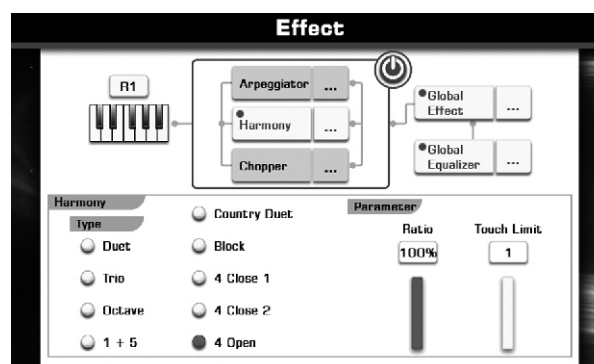 Effect
R1
Arpeggiator ...
Harmony ...
Chopper ...
Global
Effect ...
Global
Equalizer ...
Harmony
Type
Duet
Trio
Octave
1 + 5
Country Duet
Block
4 Close 1
4 Close 2
4 Open
Parameter
Ratio
100%
Touch Limit
1